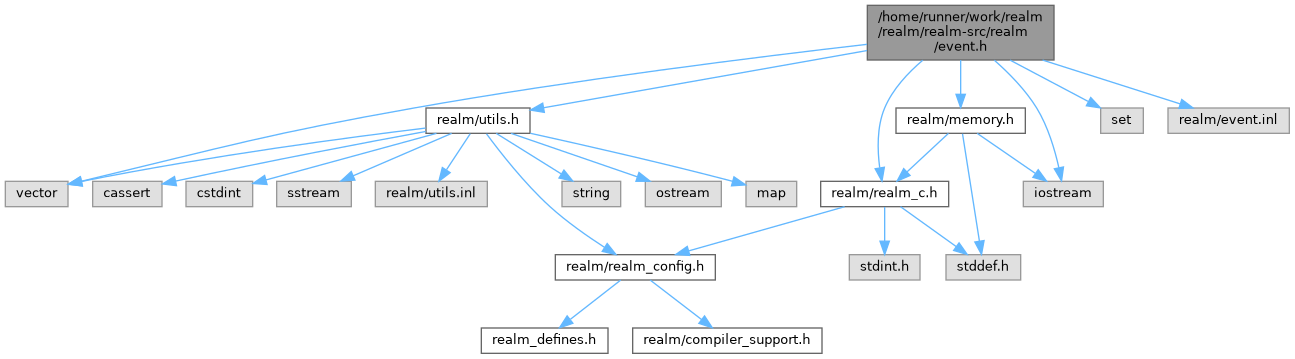 /home/runner/work/realm
/realm/realm-src/realm
/event.h
realm/utils.h
realm/memory.h
set
realm/event.inl
vector
cassert
cstdint
sstream
realm/utils.inl
string
ostream
map
realm/realm_c.h
iostream
realm/realm_config.h
stdint.h
stddef.h
realm_defines.h
realm/compiler_support.h